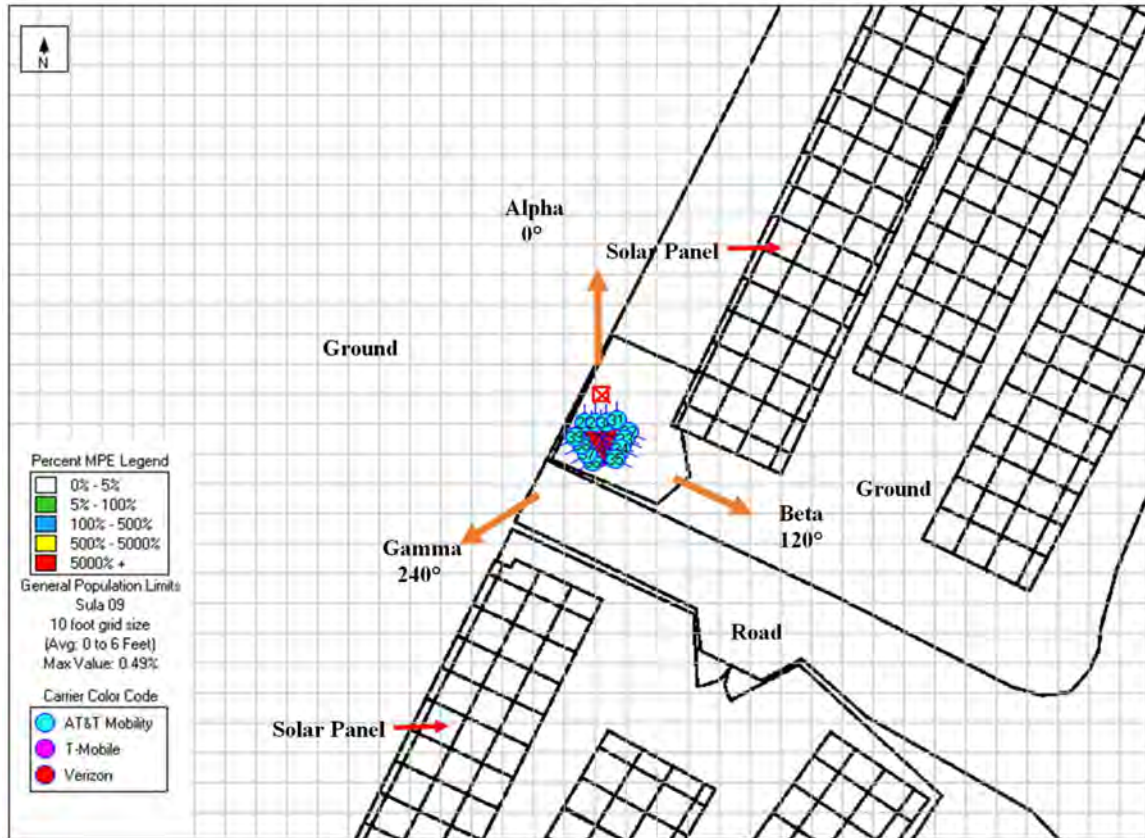 N
Alpha
0°
Solar Panel
Ground
Ground
Beta
120°
Gamma
240°
Road
Solar Panel
Percent MPE Legend
0% - 5%
5% - 100%
100% - 500%
500% - 5000%
5000% +
General Population Limits
Sula 09
10 foot grid size
(Avg: 0 to 6 Feet)
Max Value: 0.49%
Carrier Color Code
AT&T Mobility
T-Mobile
Verizon